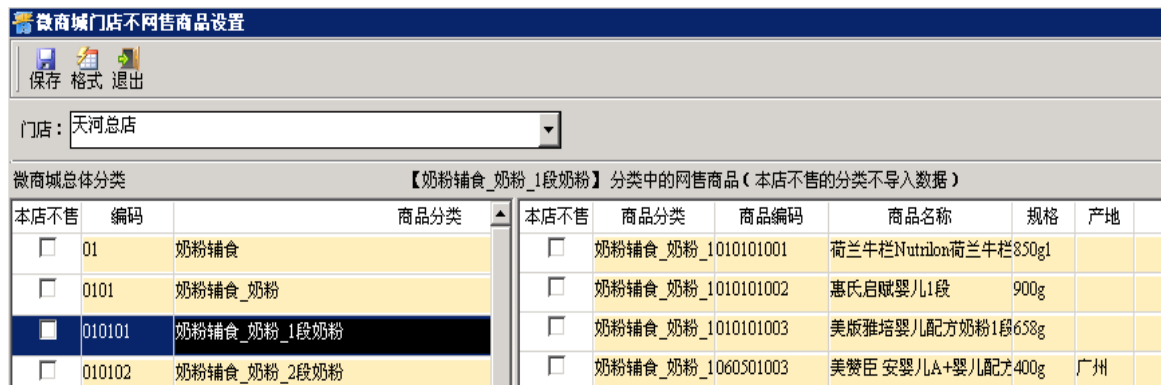 微商城门店不网售商品设置
保存 格式 退出
门店： 天河总店
微商城总体分类 【奶粉辅食_奶粉_1段奶粉】分类中的网售商品(本店不售的分类不导入数据)
本店不售 编码 商品分类 本店不售 商品分类 商品编码 商品名称 规格 产地
01 奶粉辅食 奶粉辅食_奶粉_1 010101001 荷兰牛栏Nutrilon荷兰牛栏 850g1
0101 奶粉辅食_奶粉 奶粉辅食_奶粉_1 010101002 惠氏启赋婴儿1段 900g
010101 奶粉辅食_奶粉_1段奶粉 奶粉辅食_奶粉_1 010101003 美版雅培婴儿配方奶粉1段 658g
010102 奶粉辅食_奶粉_2段奶粉 奶粉辅食_奶粉_1 060501003 美赞臣 安婴儿A+婴儿配方 400g 广州